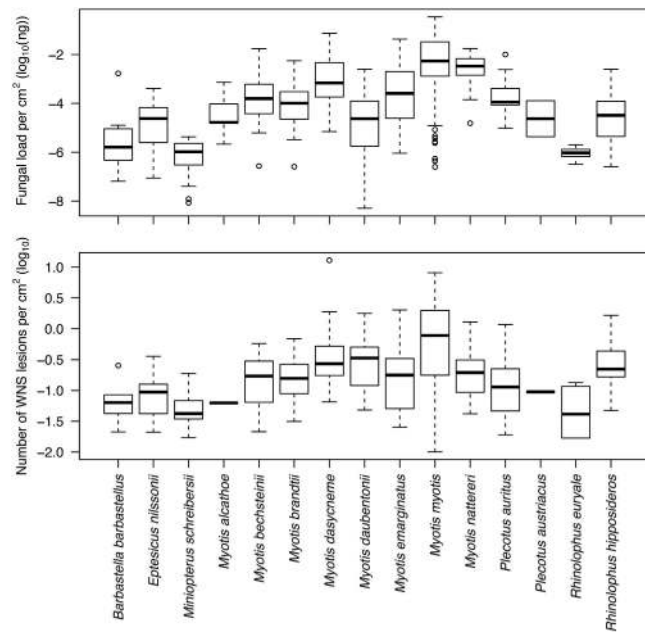 Fungal load per cm² (log₁₀(ng))
−2
−4
−6
−8
Number of WNS lesions per cm² (log₁₀)
1.0
0.5
0.0
−0.5
−1.0
−1.5
−2.0
Barbastella barbastellus
Eptesicus nilssonii
Miniopterus schreibersii
Myotis alcathoe
Myotis bechsteinii
Myotis brandtii
Myotis dasycneme
Myotis daubentonii
Myotis emarginatus
Myotis myotis
Myotis nattereri
Plecotus auritus
Plecotus austriacus
Rhinolophus euryale
Rhinolophus hipposideros